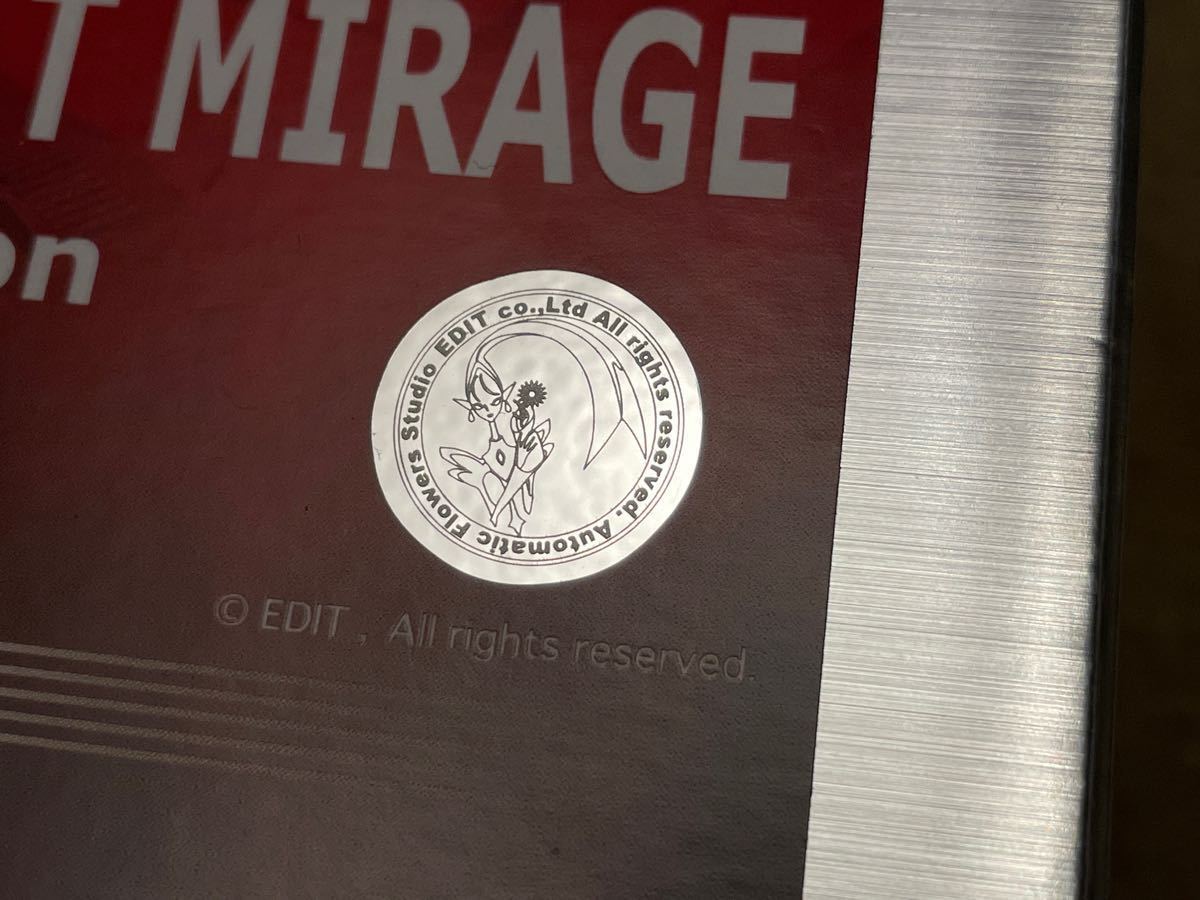 T MIRAGE
on
Automatic Flowers Studio EDIT co.,Ltd All rights reserved.
© EDIT , All rights reserved.